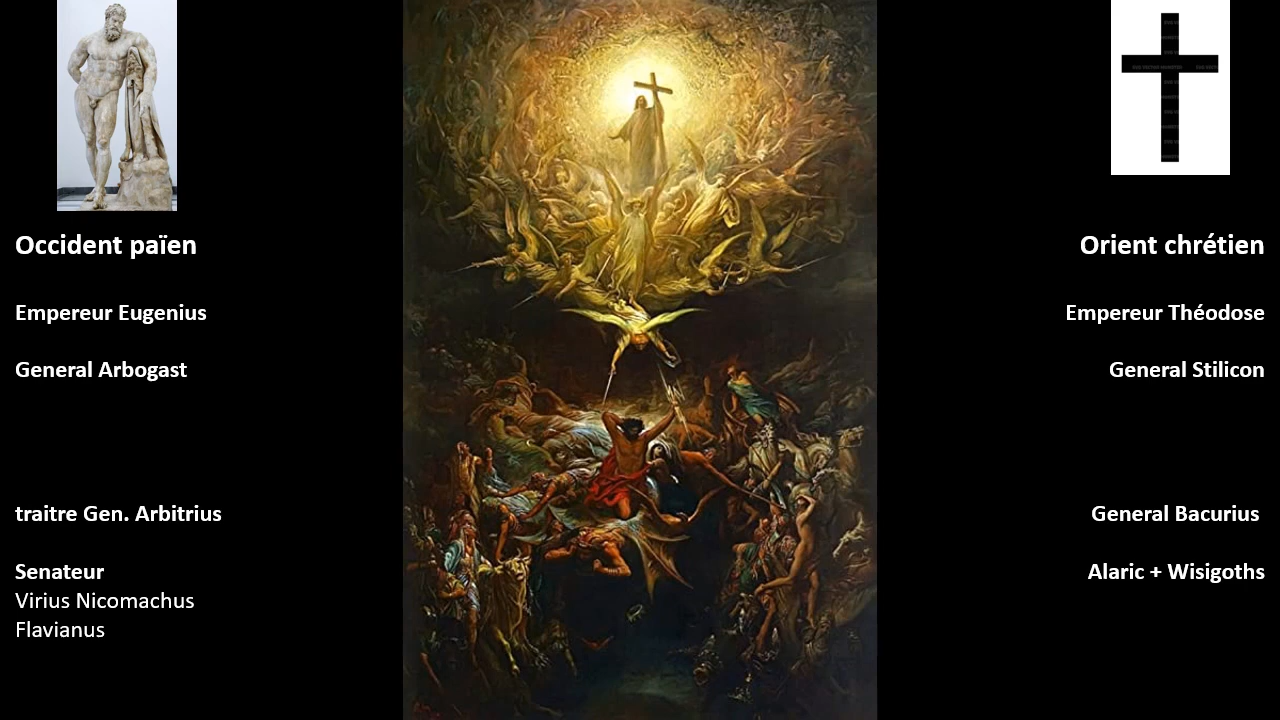 Occident païen
Empereur Eugenius
General Arbogast
traitre Gen. Arbitrius
Senateur
Virius Nicomachus
Flavianus
Orient chrétien
Empereur Théodose
General Stilicon
General Bacurius
Alaric + Wisigoths